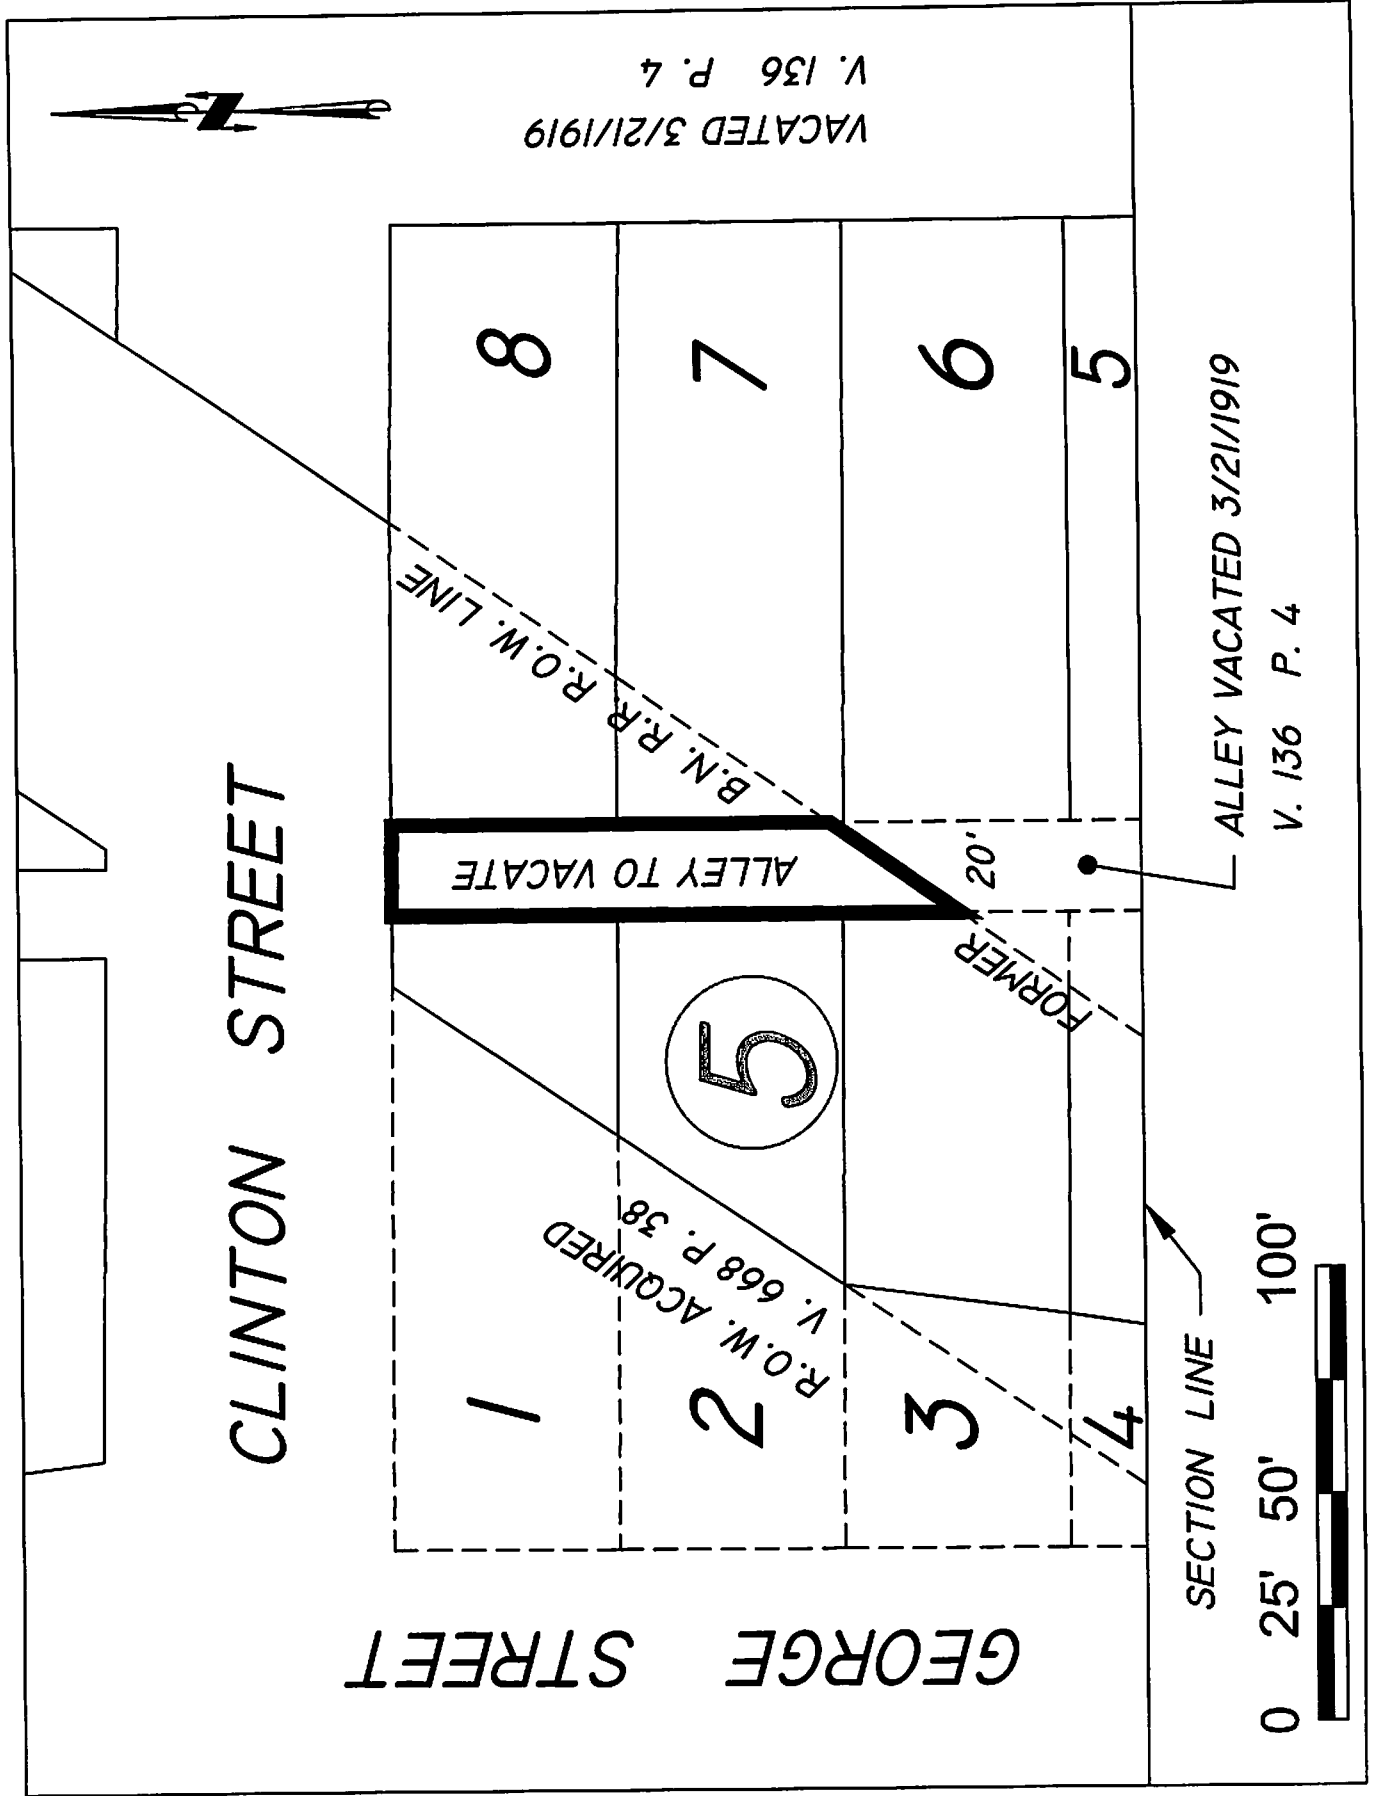 V. 136 P. 4
VACATED 3/21/1919
CLINTON STREET
8
7
6
5
B.N. R.R. R.O.W. LINE
ALLEY TO VACATE
20'
FORMER
ALLEY VACATED 3/21/1919
V. 136 P. 4
5
R.O.W. ACQUIRED
V. 668 P. 38
1
2
3
4
SECTION LINE
GEORGE STREET
0 25' 50' 100'